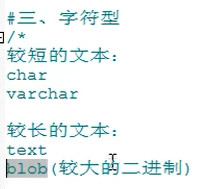 #三、字符型
/*
较短的文本：
char
varchar
较长的文本：
text
blob(较大的二进制)